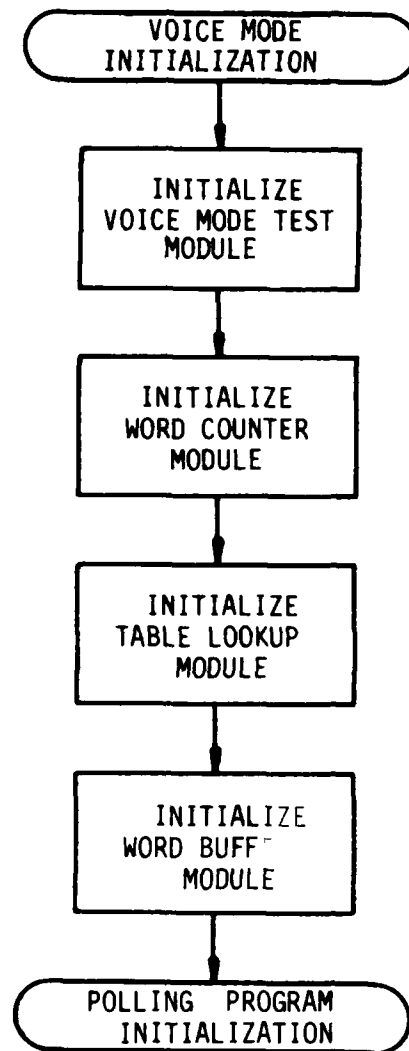 VOICE MODE
INITIALIZATION
INITIALIZE
VOICE MODE TEST
MODULE
INITIALIZE
WORD COUNTER
MODULE
INITIALIZE
TABLE LOOKUP
MODULE
INITIALIZE
WORD BUFF
MODULE
POLLING PROGRAM
INITIALIZATION